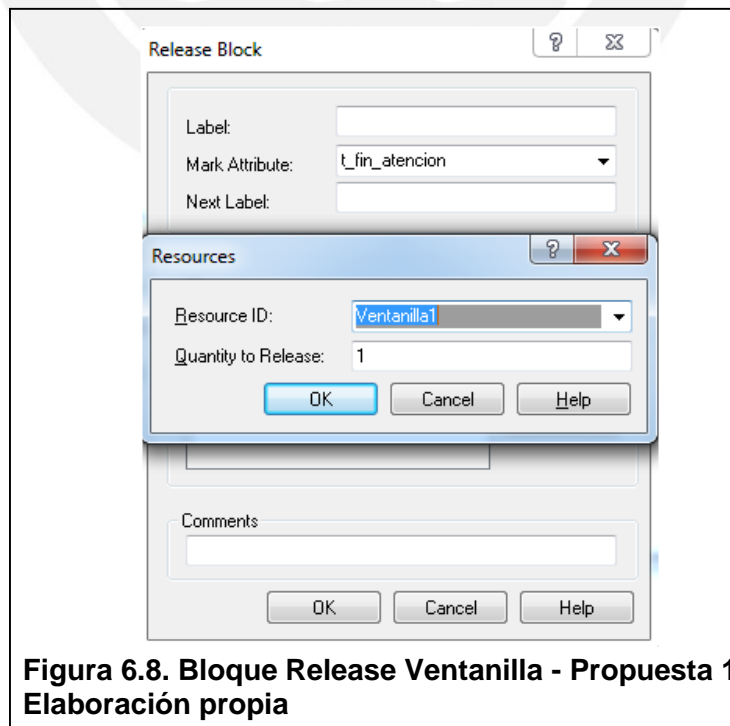 Release Block
Label:
Mark Attribute: t_fin_atencion
Next Label:
Resources
Resource ID: Ventanilla1
Quantity to Release: 1
OK Cancel Help
Comments
OK Cancel Help
Figura 6.8. Bloque Release Ventanilla - Propuesta 1
Elaboración propia